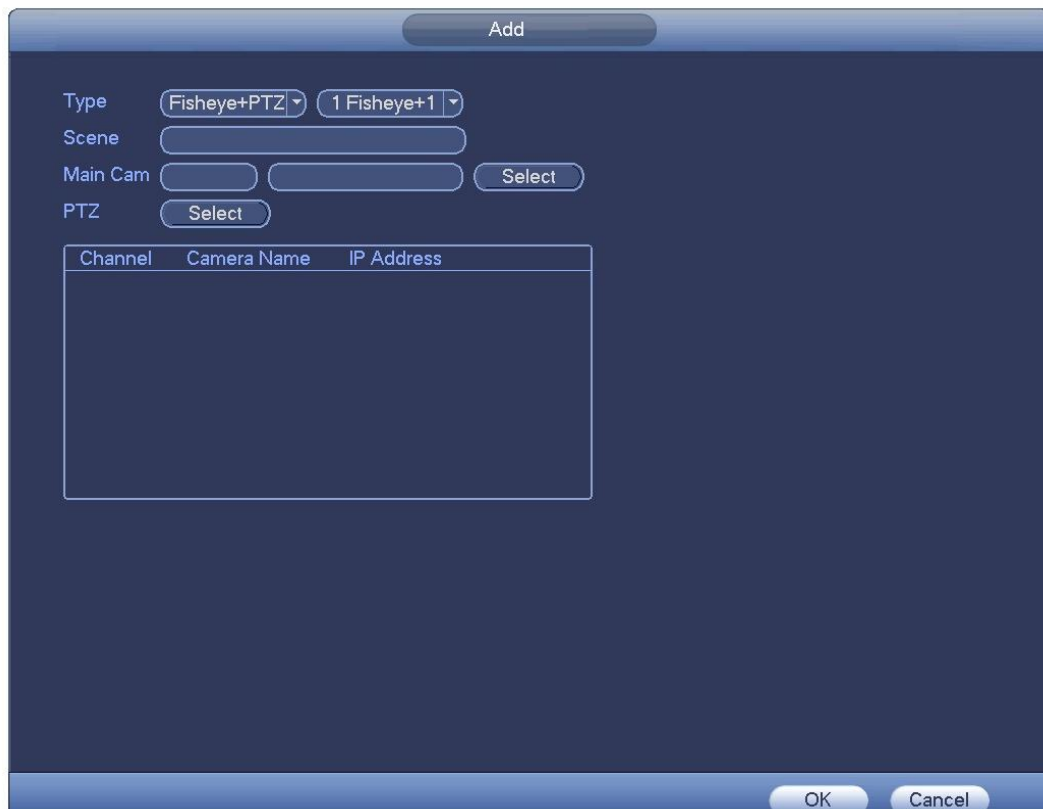 Add
Type Fisheye+PTZ 1 Fisheye+1
Scene
Main Cam Select
PTZ Select
Channel Camera Name IP Address
OK Cancel